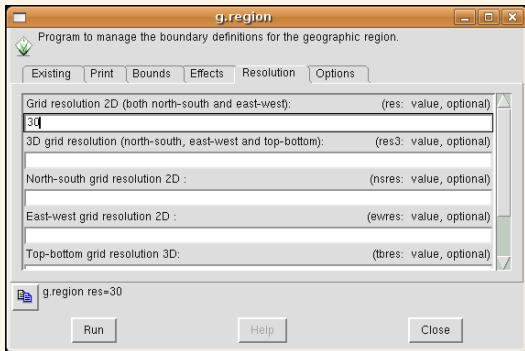 g.region
Program to manage the boundary definitions for the geographic region.
Existing Print Bounds Effects Resolution Options
Grid resolution 2D (both north-south and east-west): (res: value, optional)
30
3D grid resolution (north-south, east-west and top-bottom): (res3: value, optional)
North-south grid resolution 2D : (nsres: value, optional)
East-west grid resolution 2D : (ewres: value, optional)
Top-bottom grid resolution 3D: (tbres: value, optional)
g.region res=30
Run Help Close